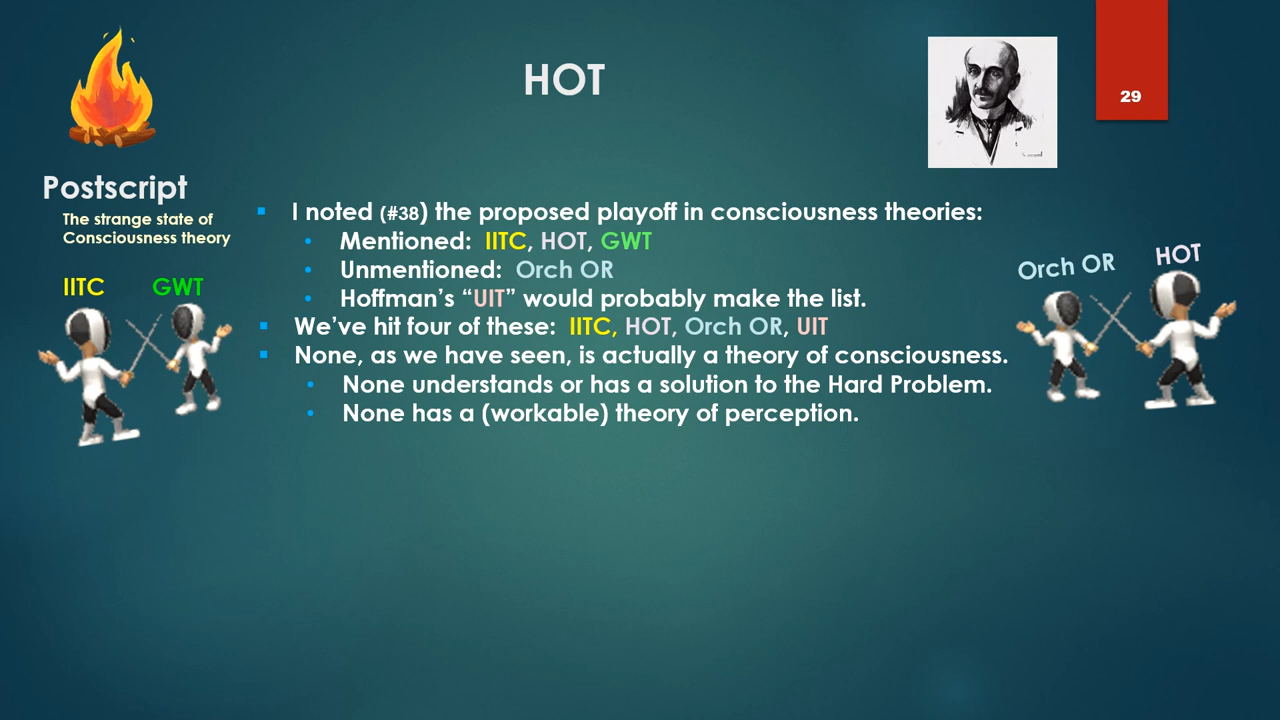 HOT
29
Postscript
The strange state of
Consciousness theory
IITC
GWT
▪ I noted (#38) the proposed playoff in consciousness theories:
• Mentioned: IITC, HOT, GWT
• Unmentioned: Orch OR
• Hoffman's “UIT” would probably make the list.
▪ We've hit four of these: IITC, HOT, Orch OR, UIT
▪ None, as we have seen, is actually a theory of consciousness.
• None understands or has a solution to the Hard Problem.
• None has a (workable) theory of perception.
Orch OR
HOT